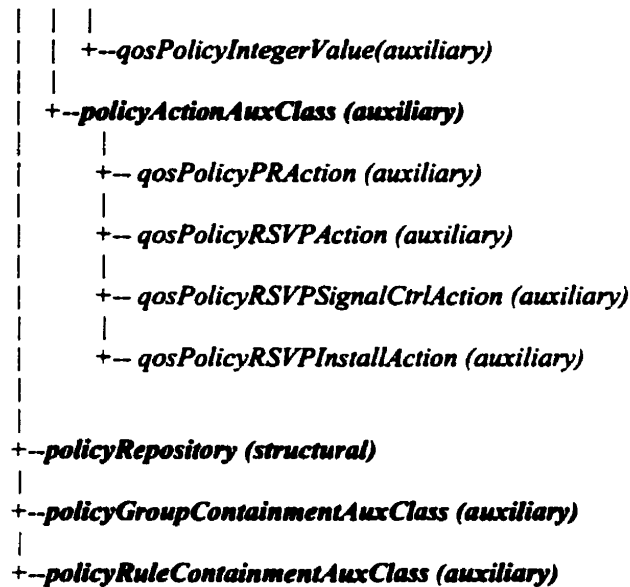 |   |   |
|   |   +--qosPolicyIntegerValue(auxiliary)
|   |
|   +--policyActionAuxClass (auxiliary)
|       |
|       +-- qosPolicyPRAction (auxiliary)
|       |
|       +-- qosPolicyRSVPAction (auxiliary)
|       |
|       +-- qosPolicyRSVPSignalCtrlAction (auxiliary)
|       |
|       +-- qosPolicyRSVPInstallAction (auxiliary)
|
+--policyRepository (structural)
|
+--policyGroupContainmentAuxClass (auxiliary)
|
+--policyRuleContainmentAuxClass (auxiliary)